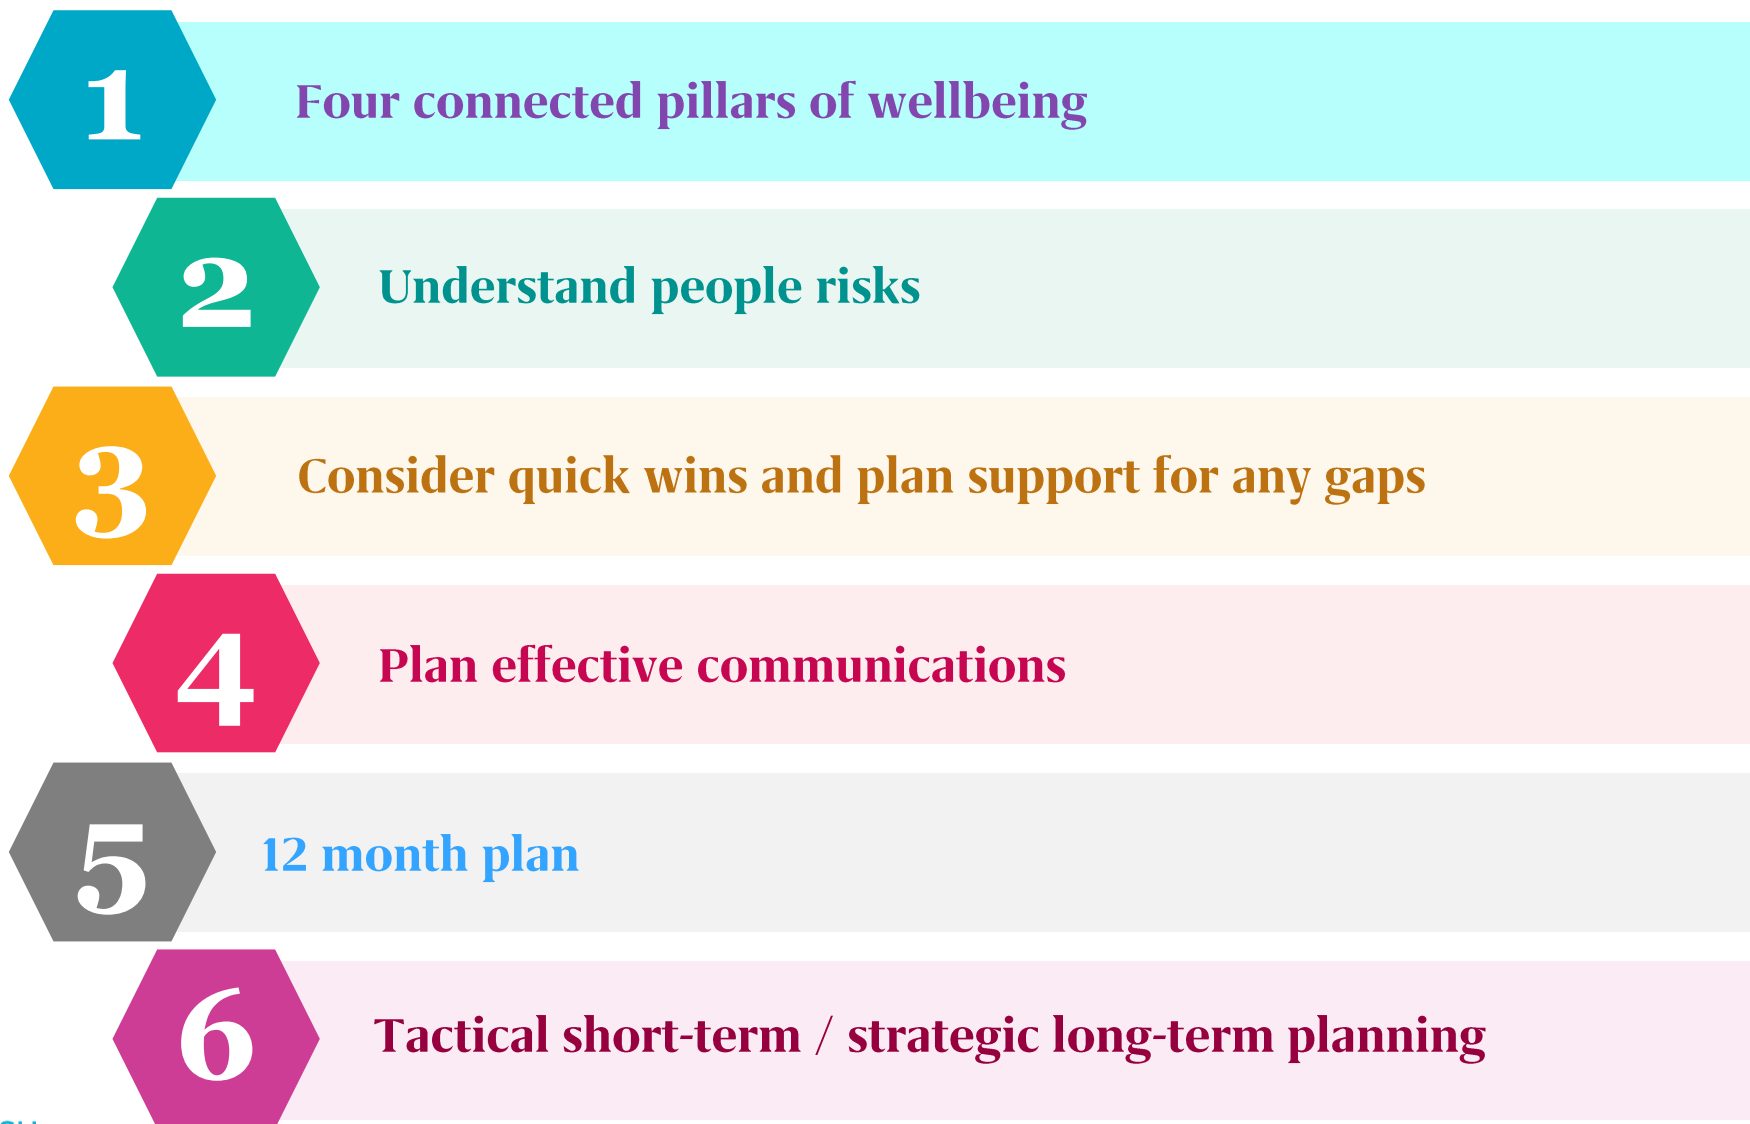 1
Four connected pillars of wellbeing
2
Understand people risks
3
Consider quick wins and plan support for any gaps
4
Plan effective communications
5
12 month plan
6
Tactical short-term / strategic long-term planning